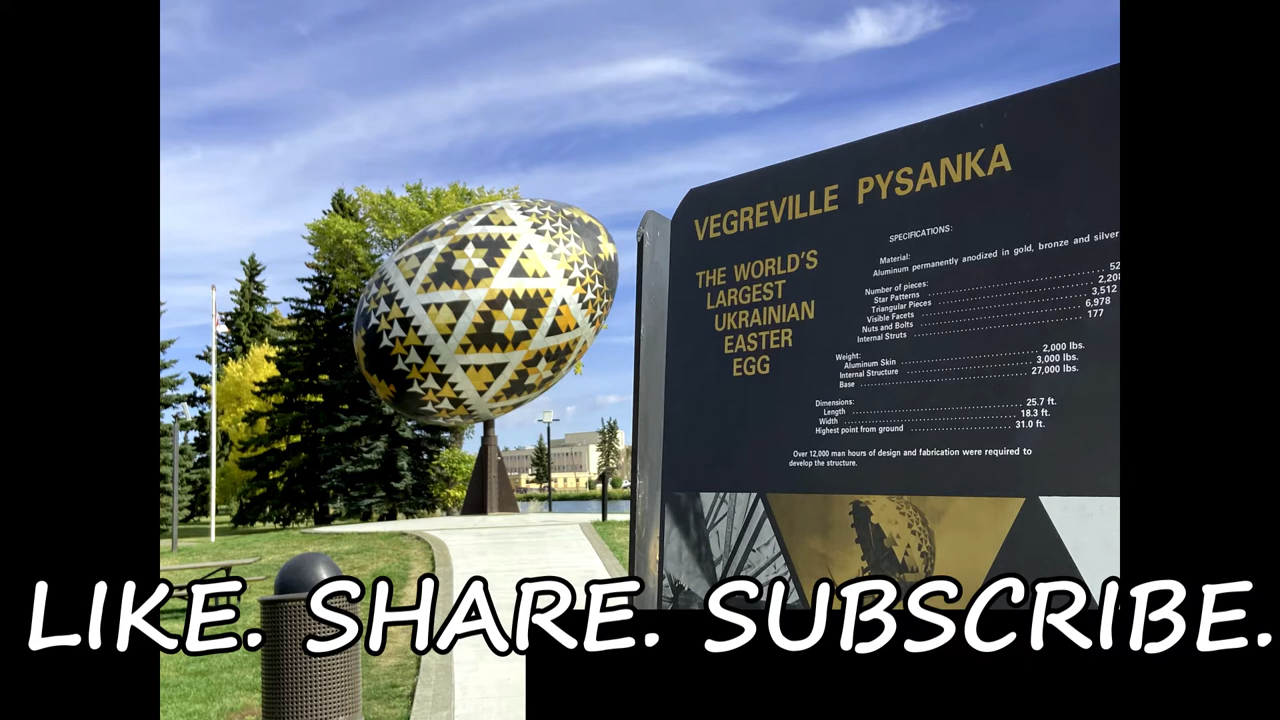 VEGREVILLE PYSANKA
THE WORLD'S
LARGEST
UKRAINIAN
EASTER
EGG
SPECIFICATIONS:
Material:
Aluminum permanently anodized in gold, bronze and silver
Number of pieces:
Star Patterns ........ 52
Triangular Pieces ........ 2,20
Visible Facets ........ 3,512
Nuts and Bolts ........ 6,978
Internal Struts ........ 177
Weight:
Aluminum Skin ........ 2,000 lbs.
Internal Structure ........ 3,000 lbs.
Base ........ 27,000 lbs.
Dimensions:
Length ........ 25.7 ft.
Width ........ 18.3 ft.
Highest point from ground ........ 31.0 ft.
Over 12,000 man hours of design and fabrication were required to
develop the structure.
LIKE. SHARE. SUBSCRIBE.